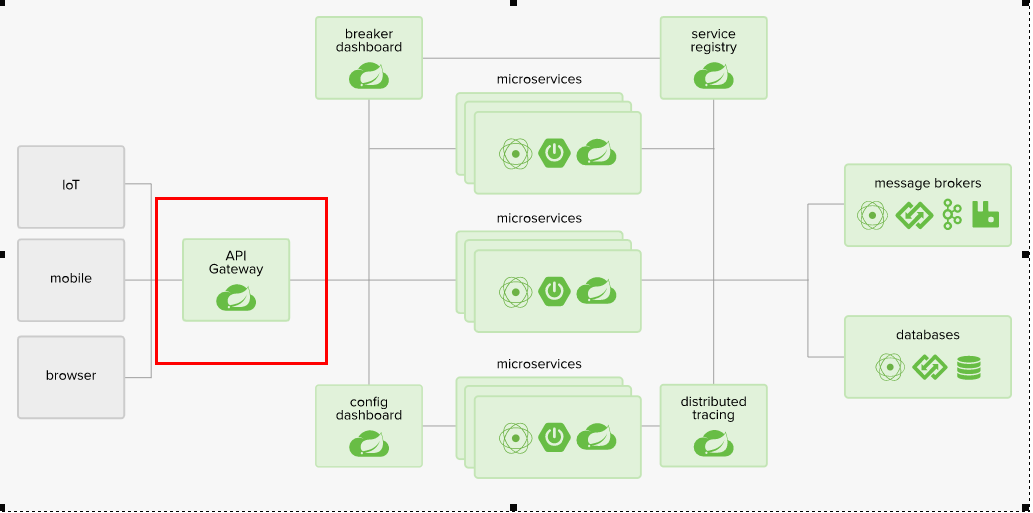 breaker
dashboard
service
registry
microservices
IoT
message brokers
microservices
API
Gateway
mobile
databases
microservices
browser
config
dashboard
distributed
tracing